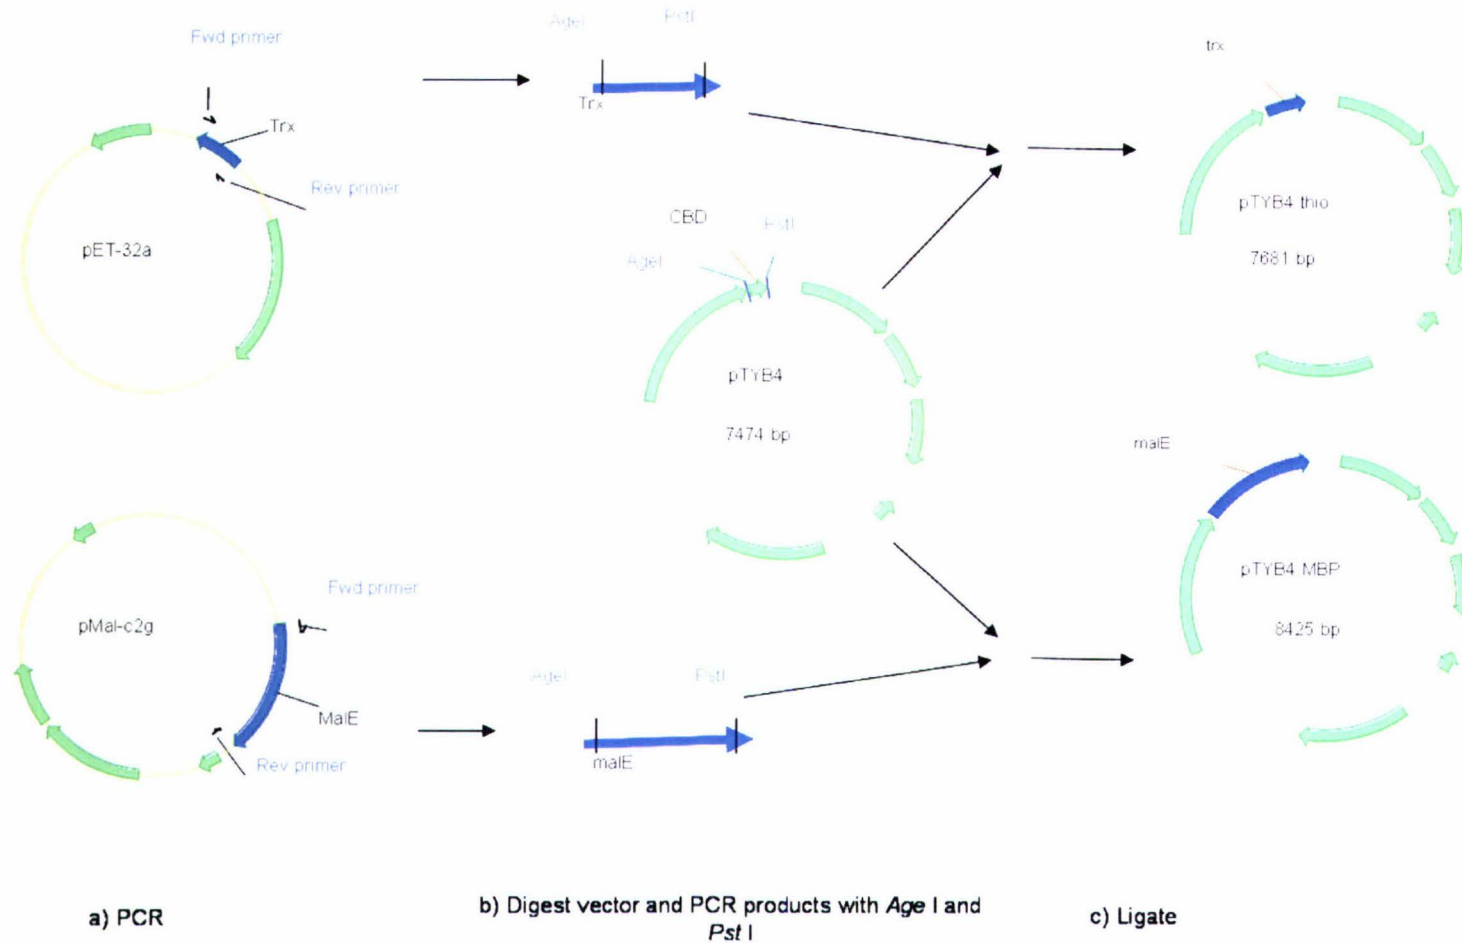 Fwd primer
Trx
Rev primer
pET-32a
AgeI
PstI
Trx
CBD
PstI
AgeI
pTYB4
7474 bp
trx
pTYB4 thio
7681 bp
malE
pTYB4 MBP
8425 bp
pMal-c2g
Fwd primer
MalE
Rev primer
AgeI
PstI
malE
a) PCR
b) Digest vector and PCR products with Age I and
Pst I
c) Ligate